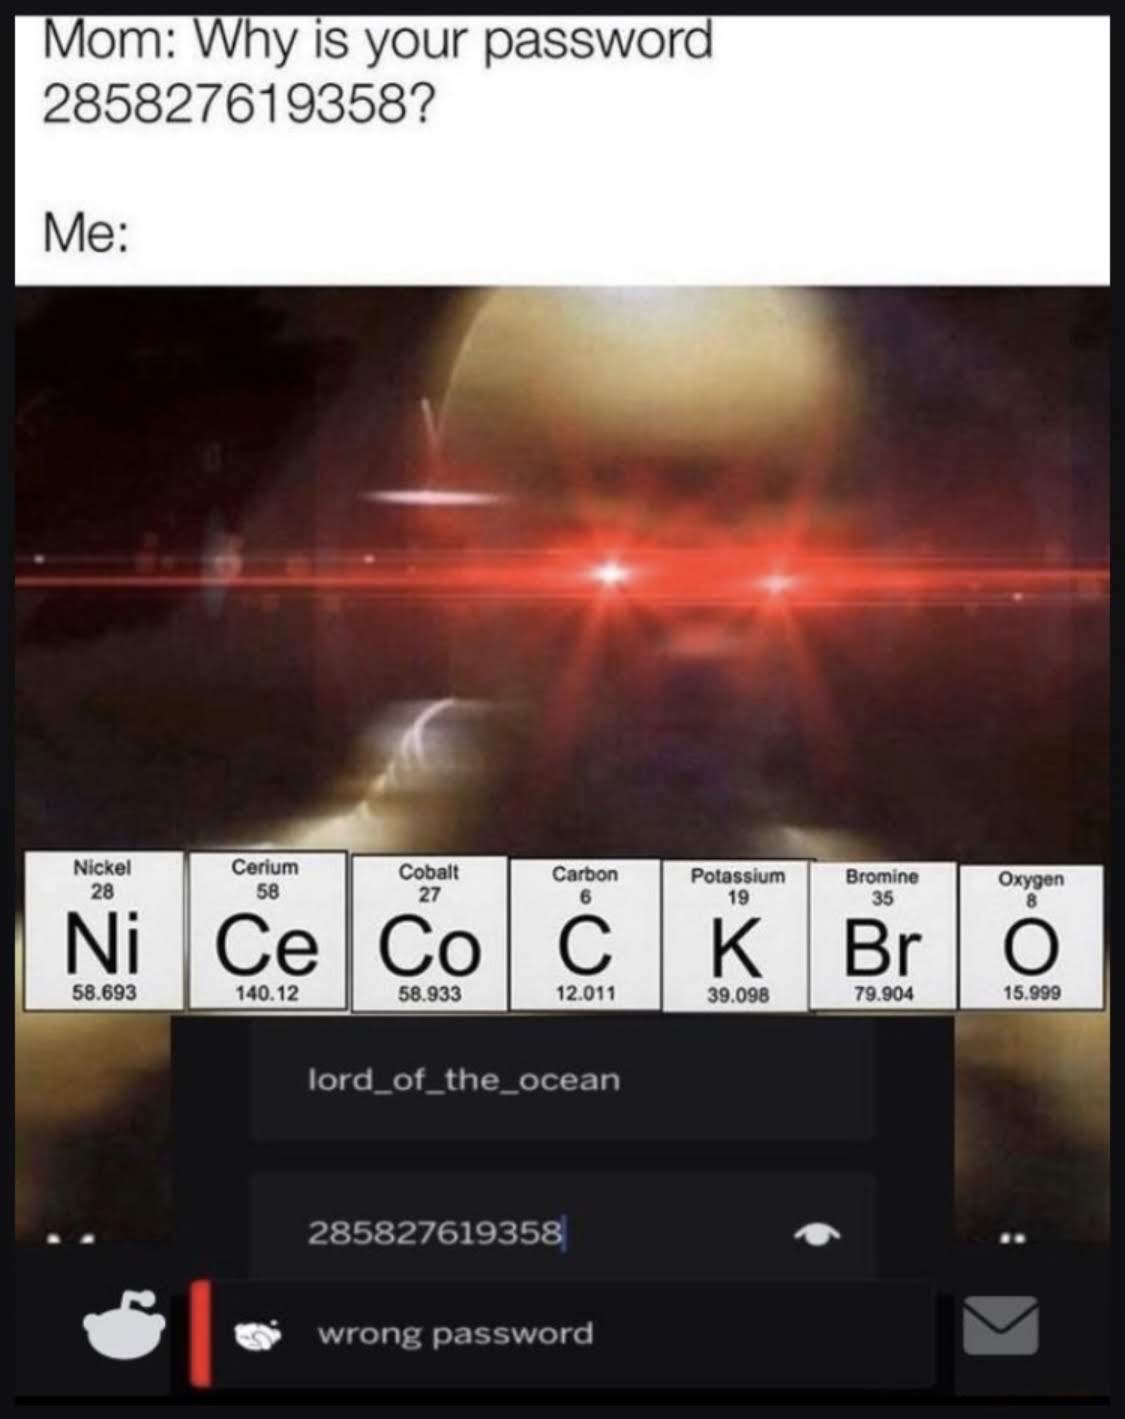 Mom: Why is your password
285827619358?
Me:
Nickel Cerium Cobalt Carbon Potassium Bromine Oxygen
28 58 27 6 19 35 8
Ni Ce Co C K Br O
58.693 140.12 58.933 12.011 39.098 79.904 15.999
lord_of_the_ocean
285827619358
wrong password